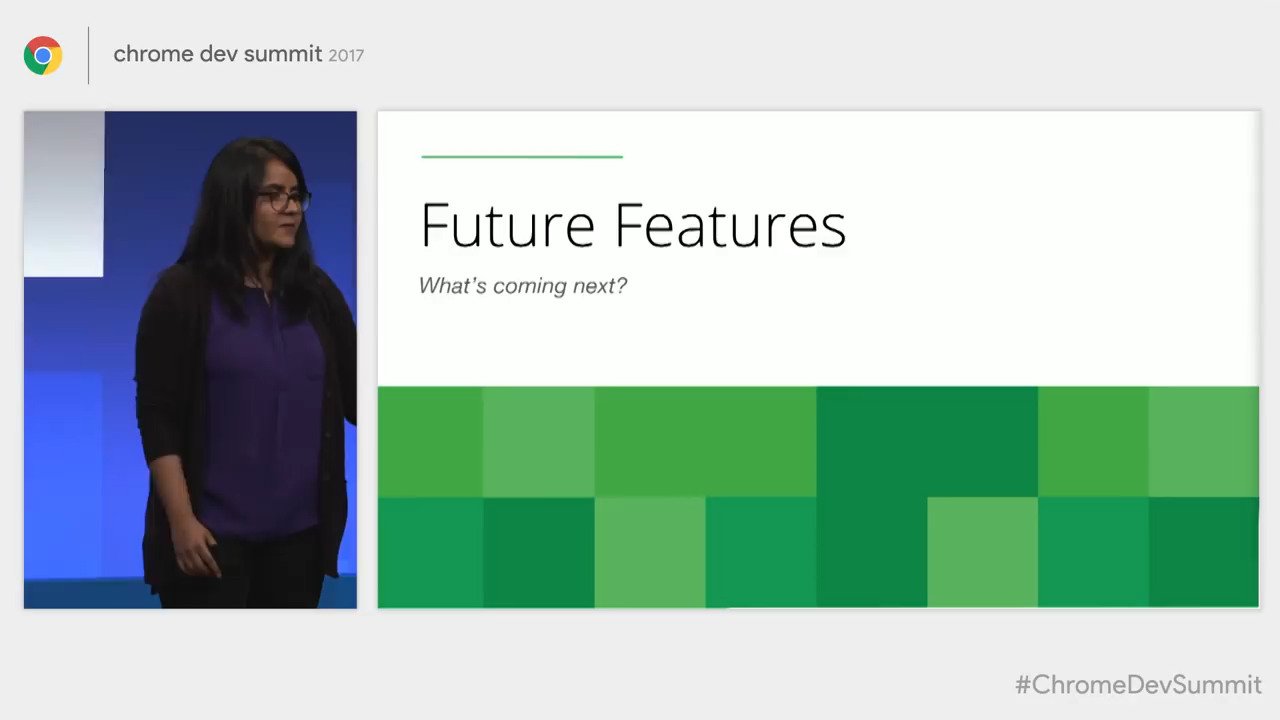 chrome dev summit 2017
Future Features
What's coming next?
#ChromeDevSummit